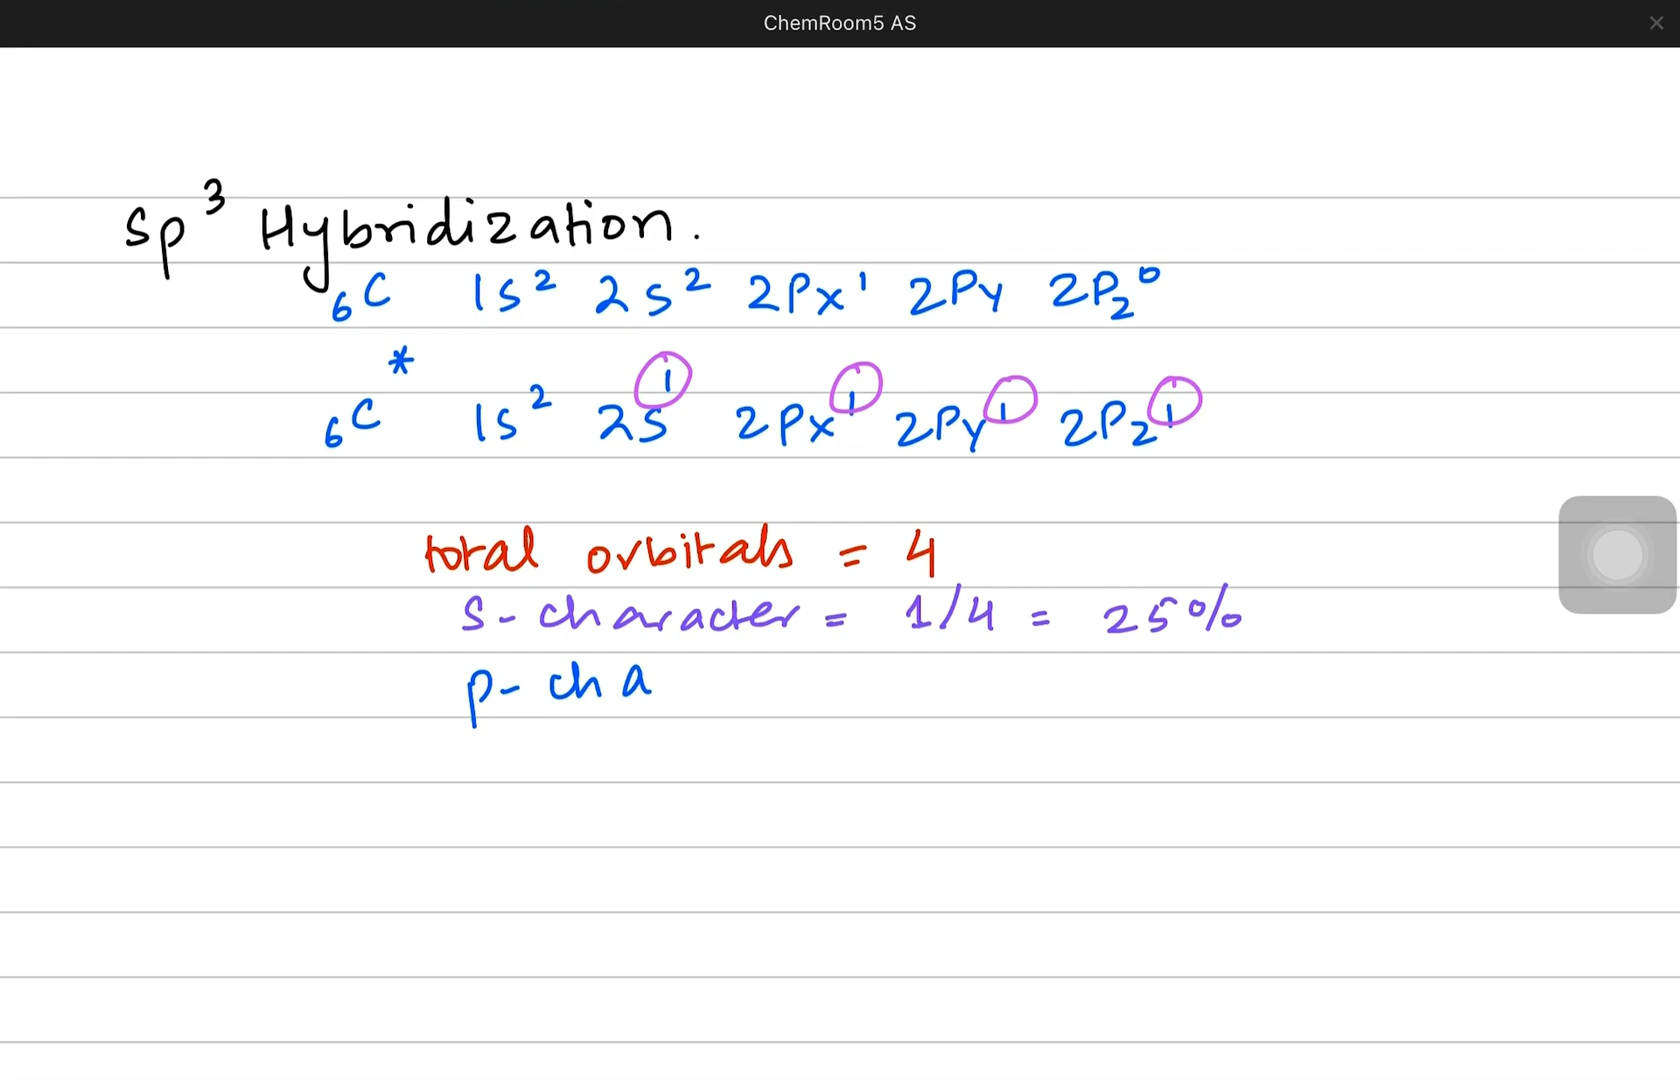 ChemRoom5 AS
Sp³ Hybridization.
₆C 1s² 2s² 2Px¹ 2Py 2Pz⁰
*
₆C 1s² 2s¹ 2Px¹ 2Py¹ 2Pz¹
total orbitals = 4
s- character = 1/4 = 25%
p- cha